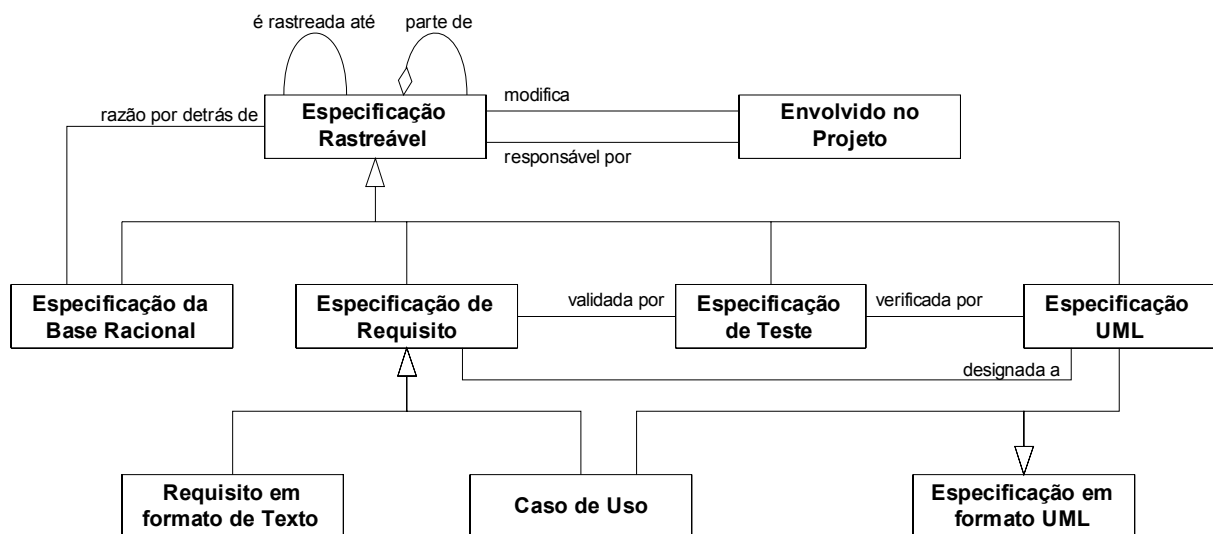 é rastreada até
parte de
razão por detrás de
Especificação
Rastreável
modifica
responsável por
Envolvido no
Projeto
Especificação da
Base Racional
Especificação de
Requisito
validada por
Especificação
de Teste
verificada por
Especificação
UML
designada a
Requisito em
formato de Texto
Caso de Uso
Especificação em
formato UML